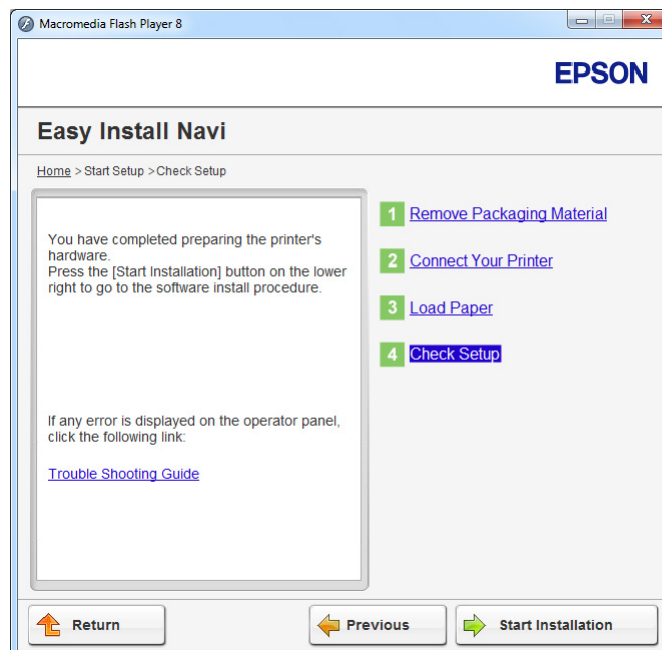 Macromedia Flash Player 8
EPSON
Easy Install Navi
Home > Start Setup >Check Setup
You have completed preparing the printer's
hardware.
Press the [Start Installation] button on the lower
right to go to the software install procedure.
If any error is displayed on the operator panel,
click the following link:
Trouble Shooting Guide
1 Remove Packaging Material
2 Connect Your Printer
3 Load Paper
4 Check Setup
Return
Previous
Start Installation